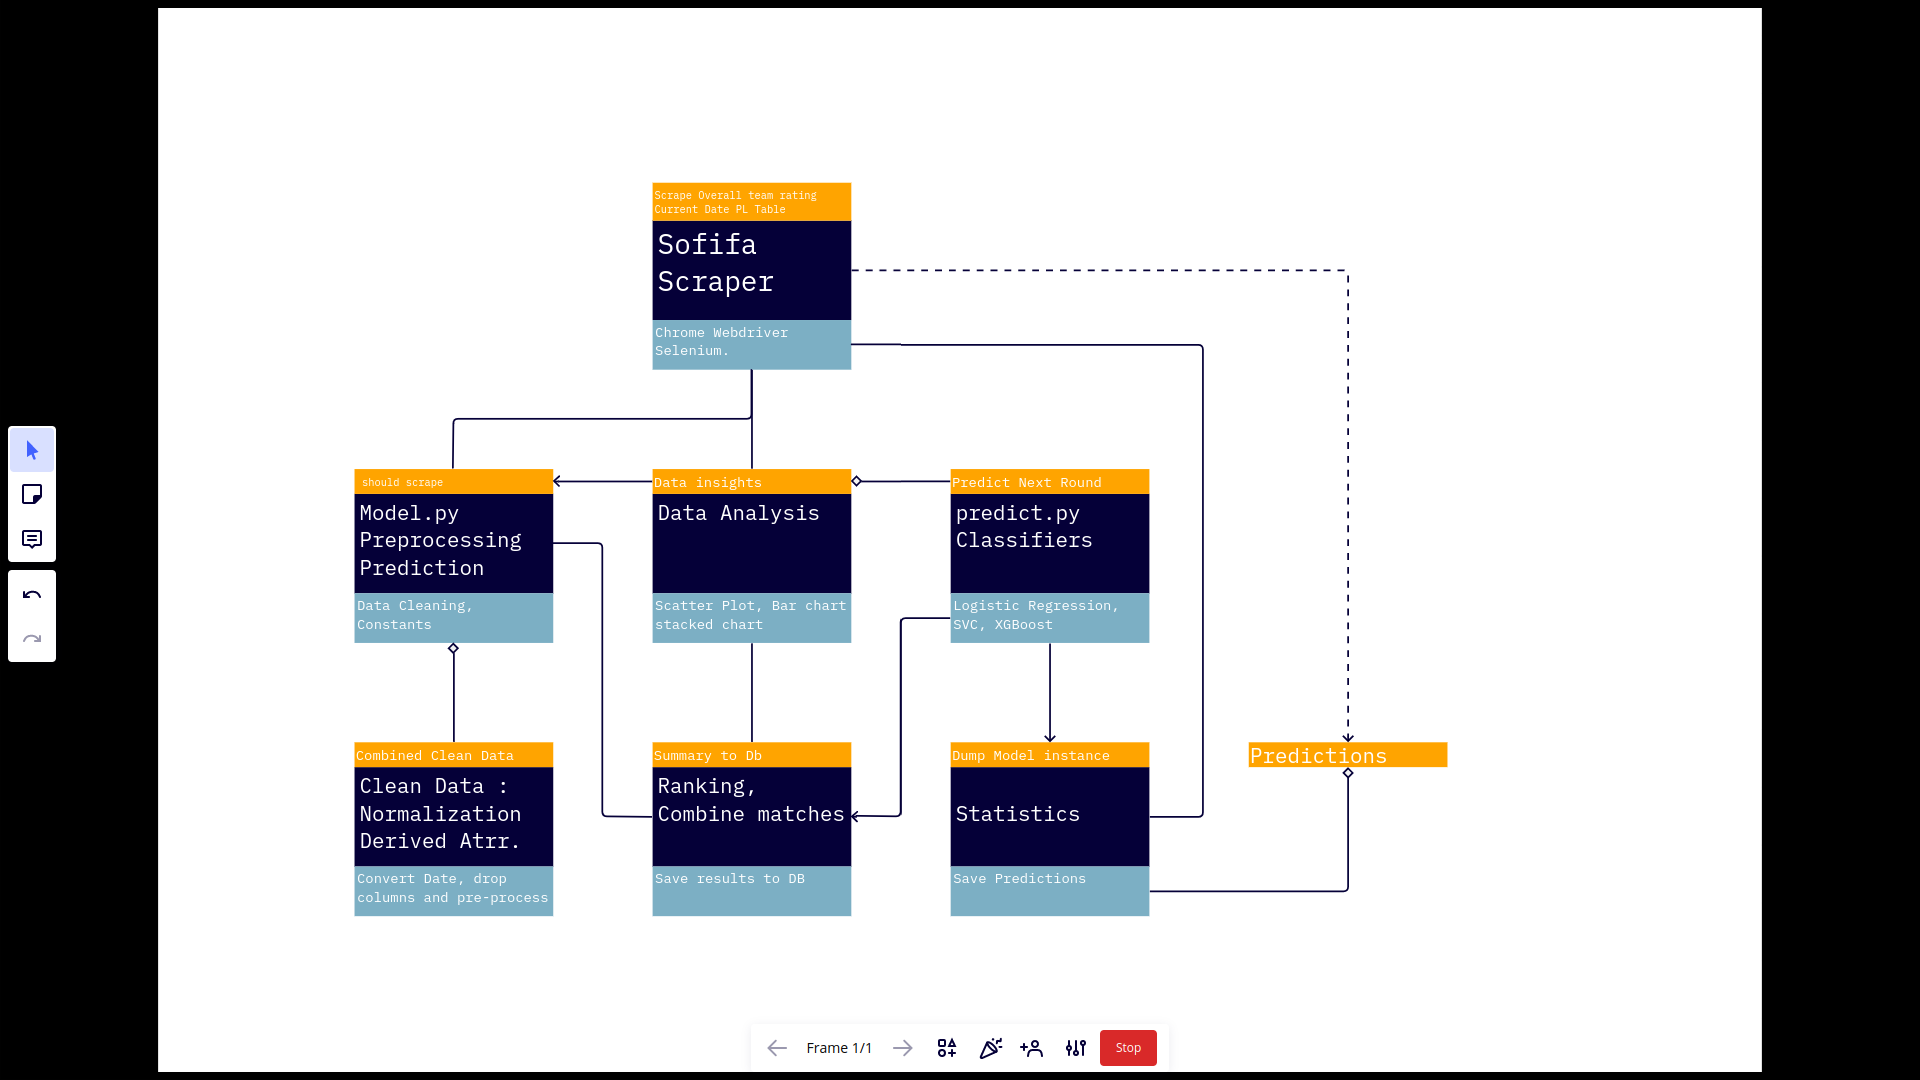 Scrape Overall team rating
Current Date PL Table
Sofifa
Scraper
Chrome Webdriver
Selenium.
should scrape
Model.py
Preprocessing
Prediction
Data Cleaning,
Constants
Data insights
Data Analysis
Scatter Plot, Bar chart
stacked chart
Predict Next Round
predict.py
Classifiers
Logistic Regression,
SVC, XGBoost
Combined Clean Data
Clean Data :
Normalization
Derived Atrr.
Convert Date, drop
columns and pre-process
Summary to Db
Ranking,
Combine matches
Save results to DB
Dump Model instance
Statistics
Save Predictions
Predictions
Frame 1/1
Stop